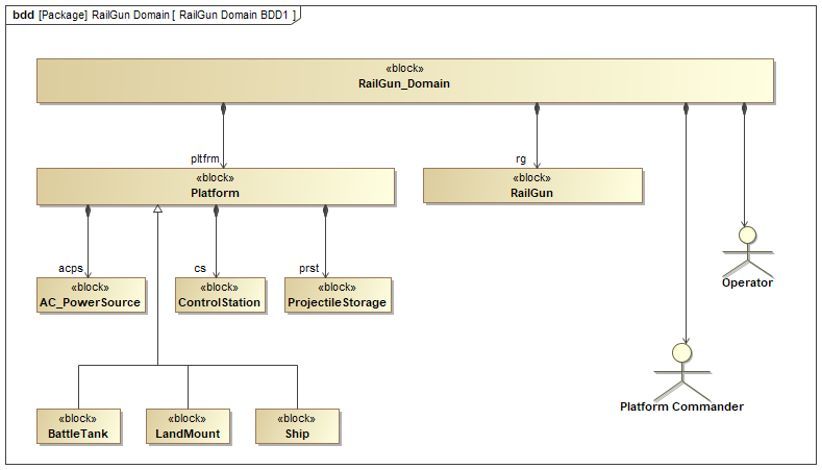 bdd [Package] RailGun Domain [ RailGun Domain BDD1 ]
«block»
RailGun_Domain
pltfrm
rg
«block»
Platform
«block»
RailGun
acps
cs
prst
«block»
AC_PowerSource
«block»
ControlStation
«block»
ProjectileStorage
Operator
Platform Commander
«block»
BattleTank
«block»
LandMount
«block»
Ship